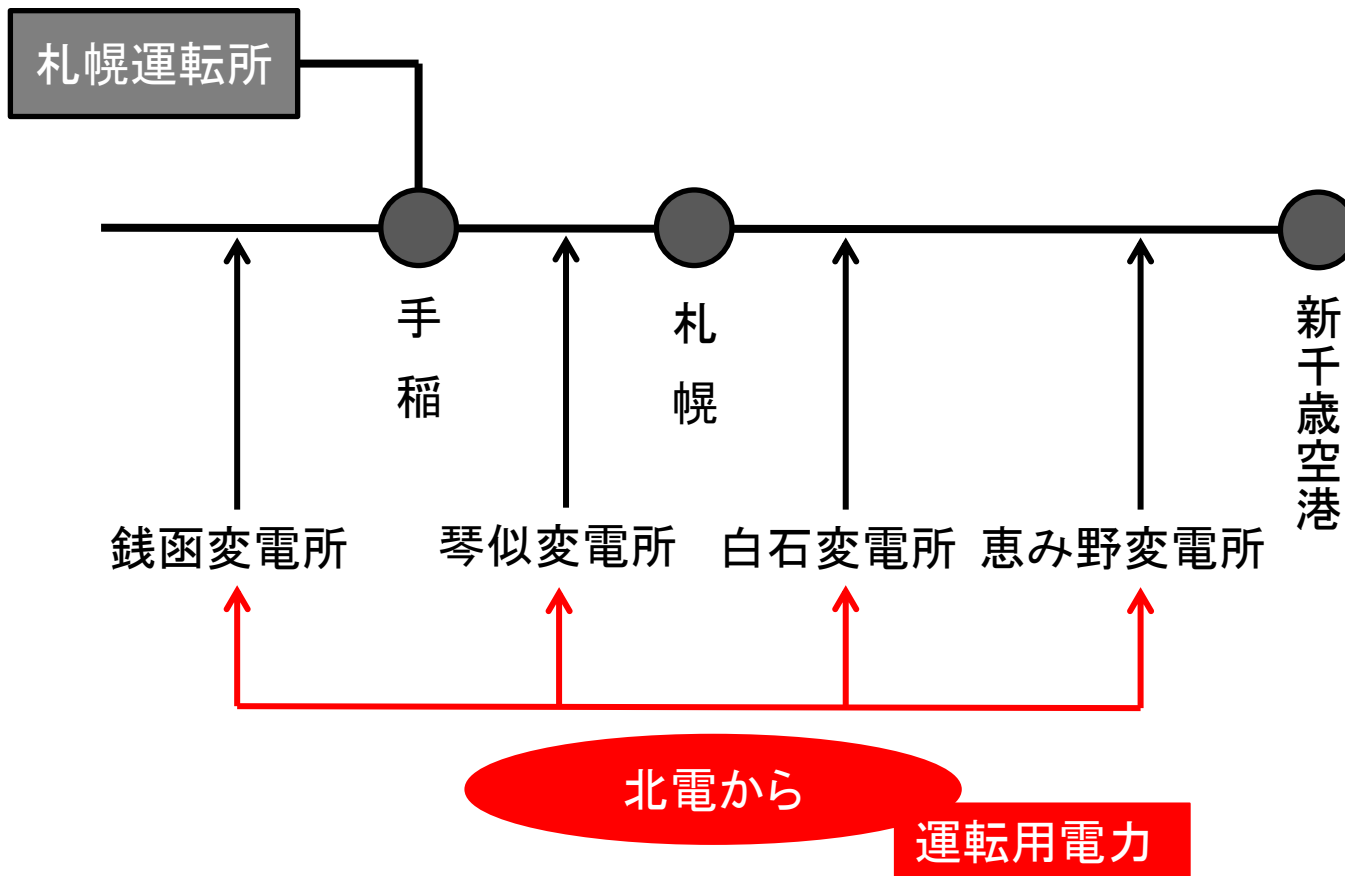 札幌運転所
手稲
札幌
新千歳空港
銭函変電所
琴似変電所
白石変電所
恵み野変電所
北電から
運転用電力